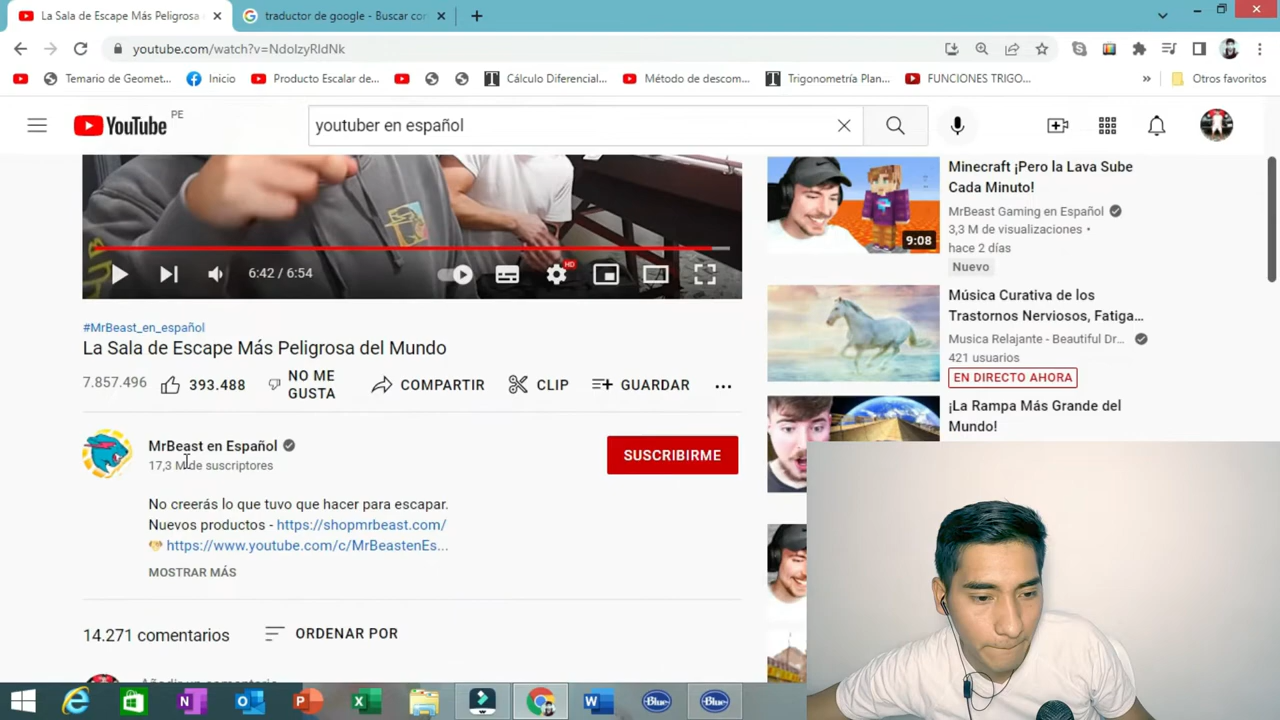 La Sala de Escape Más Peligrosa
traductor de google - Buscar con
youtube.com/watch?v=NdoIzyRIdNk
Temario de Geomet...
Inicio
Producto Escalar de...
Cálculo Diferencial...
Método de descom...
Trigonometría Plan...
FUNCIONES TRIGO...
»
Otros favoritos
YouTube PE
youtuber en español
6:42 / 6:54
HD
#MrBeast_en_español
La Sala de Escape Más Peligrosa del Mundo
7.857.496
393.488
NO ME
GUSTA
COMPARTIR
CLIP
GUARDAR
MrBeast en Español
17,3 M de suscriptores
SUSCRIBIRME
No creerás lo que tuvo que hacer para escapar.
Nuevos productos - https://shopmrbeast.com/
https://www.youtube.com/c/MrBeastenEs...
MOSTRAR MÁS
14.271 comentarios
ORDENAR POR
9:08
Minecraft ¡Pero la Lava Sube
Cada Minuto!
MrBeast Gaming en Español
3,3 M de visualizaciones •
hace 2 días
Nuevo
Música Curativa de los
Trastornos Nerviosos, Fatiga...
Musica Relajante - Beautiful Dr...
421 usuarios
EN DIRECTO AHORA
¡La Rampa Más Grande del
Mundo!
Blue
Blue